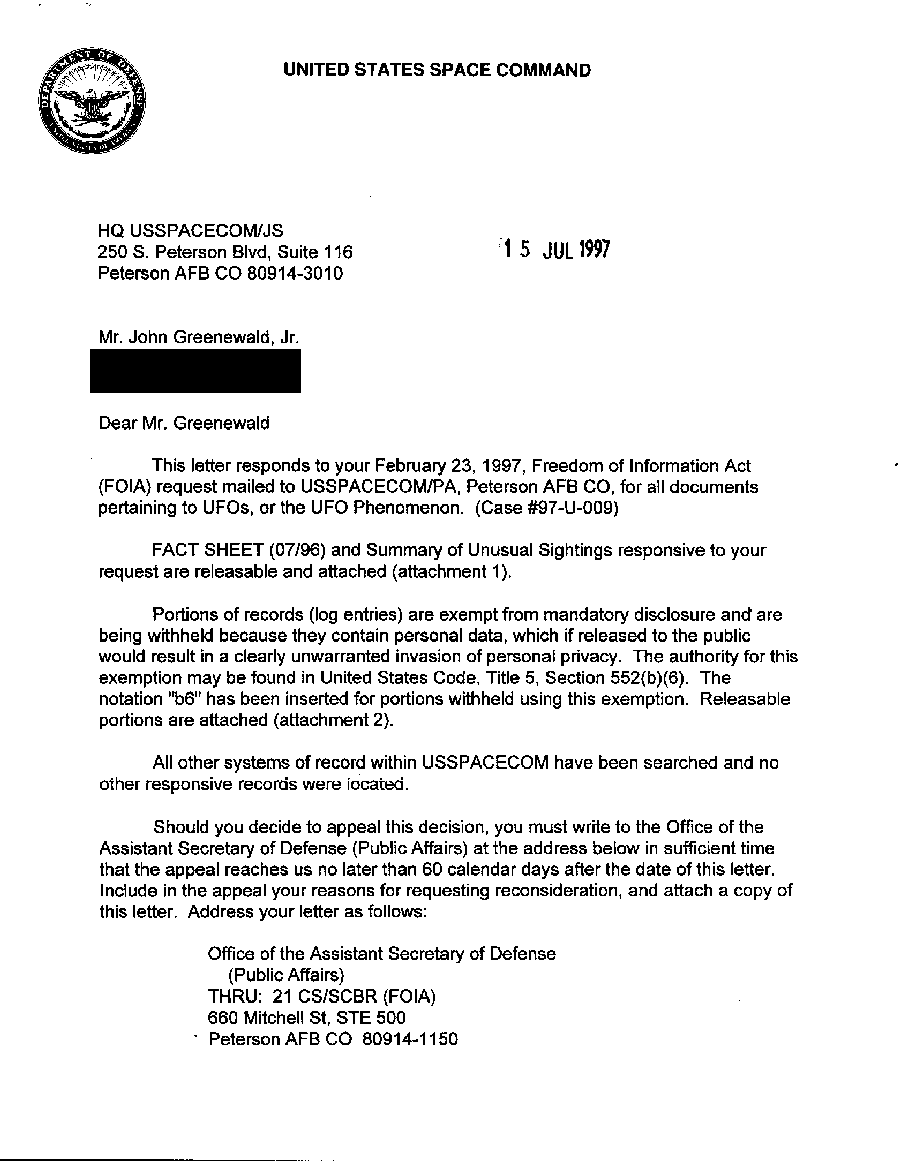 DEPARTMENT OF DEFENSE
UNITED STATES SPACE COMMAND
HQ USSPACECOM/JS
250 S. Peterson Blvd, Suite 116
Peterson AFB CO 80914-3010
15 JUL 1997
Mr. John Greenewald, Jr.
Dear Mr. Greenewald
This letter responds to your February 23, 1997, Freedom of Information Act
(FOIA) request mailed to USSPACECOM/PA, Peterson AFB CO, for all documents
pertaining to UFOs, or the UFO Phenomenon. (Case #97-U-009)
FACT SHEET (07/96) and Summary of Unusual Sightings responsive to your
request are releasable and attached (attachment 1).
Portions of records (log entries) are exempt from mandatory disclosure and are
being withheld because they contain personal data, which if released to the public
would result in a clearly unwarranted invasion of personal privacy. The authority for this
exemption may be found in United States Code, Title 5, Section 552(b)(6). The
notation "b6" has been inserted for portions withheld using this exemption. Releasable
portions are attached (attachment 2).
All other systems of record within USSPACECOM have been searched and no
other responsive records were located.
Should you decide to appeal this decision, you must write to the Office of the
Assistant Secretary of Defense (Public Affairs) at the address below in sufficient time
that the appeal reaches us no later than 60 calendar days after the date of this letter.
Include in the appeal your reasons for requesting reconsideration, and attach a copy of
this letter. Address your letter as follows:
Office of the Assistant Secretary of Defense
(Public Affairs)
THRU: 21 CS/SCBR (FOIA)
660 Mitchell St, STE 500
Peterson AFB CO 80914-1150